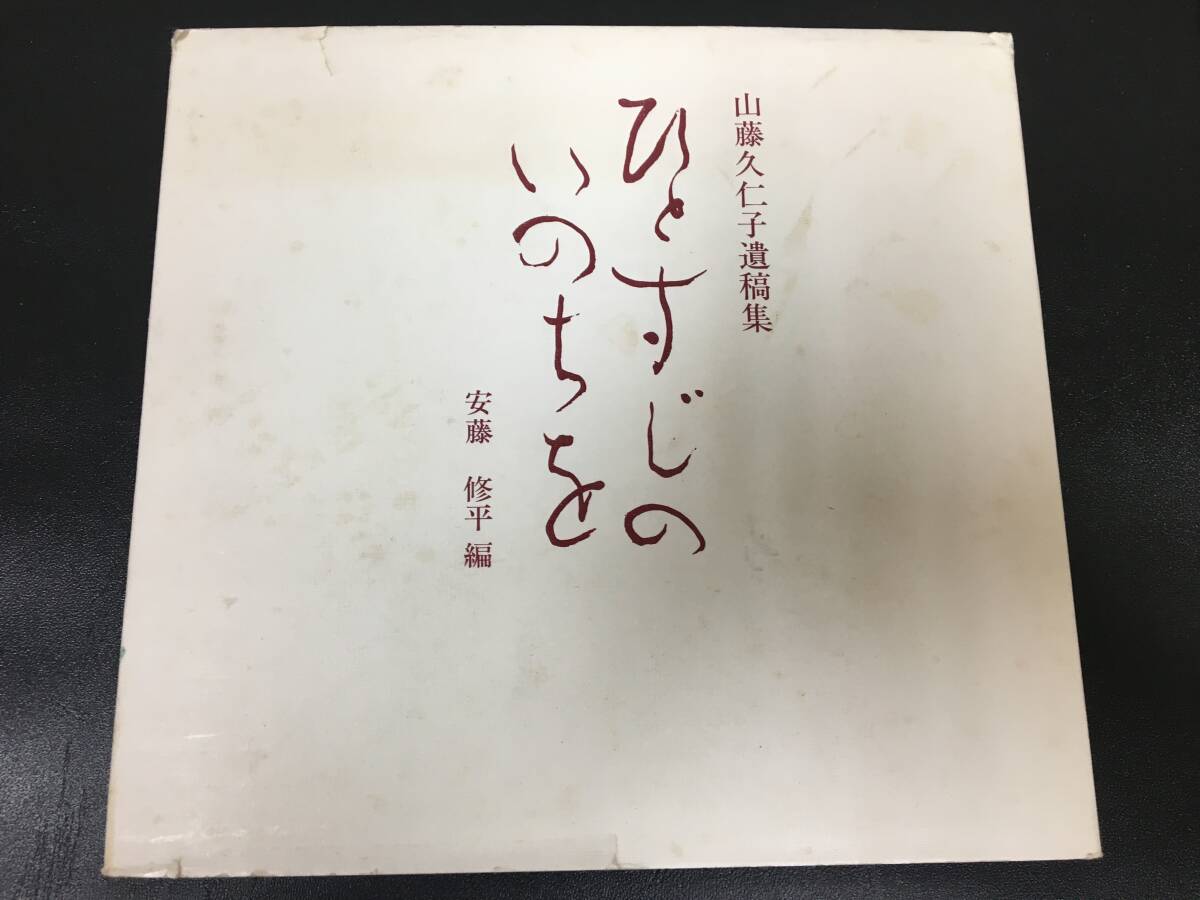 山藤久仁子遺稿集
ひとすじの
いのちを
安藤 修平編